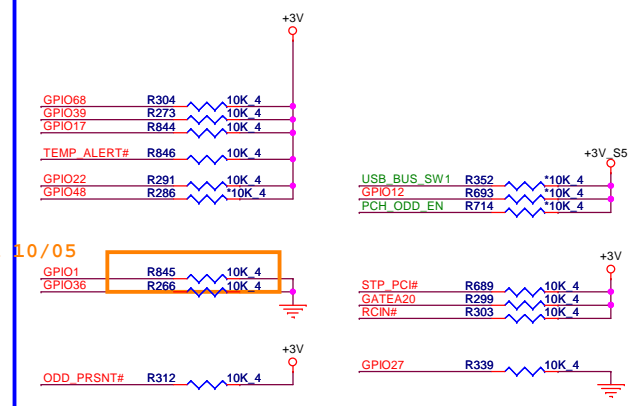 +3V
GPIO68 R304 10K_4
GPIO39 R273 10K_4
GPIO17 R844 10K_4
TEMP_ALERT# R846 10K_4
GPIO22 R291 10K_4
GPIO48 R286 *10K_4
+3V_S5
USB_BUS_SW1 R352 *10K_4
GPIO12 R693 *10K_4
PCH_ODD_EN R714 *10K_4
10/05
GPIO1 R845 10K_4
GPIO36 R266 10K_4
+3V
STP_PCI# R689 10K_4
GATEA20 R299 10K_4
RCIN# R303 10K_4
+3V
ODD_PRSNT# R312 10K_4
GPIO27 R339 10K_4